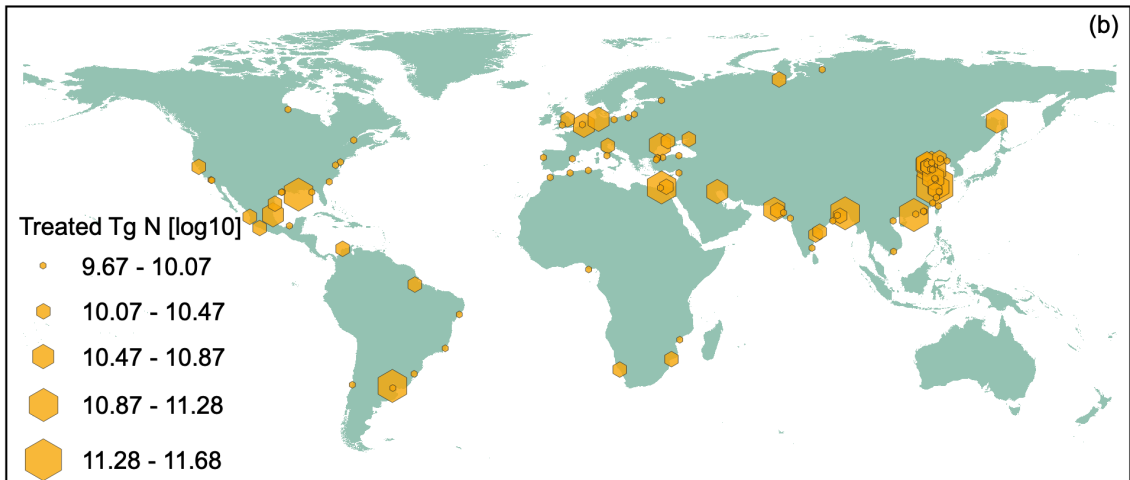 (b)
Treated Tg N [log10]
9.67 - 10.07
10.07 - 10.47
10.47 - 10.87
10.87 - 11.28
11.28 - 11.68